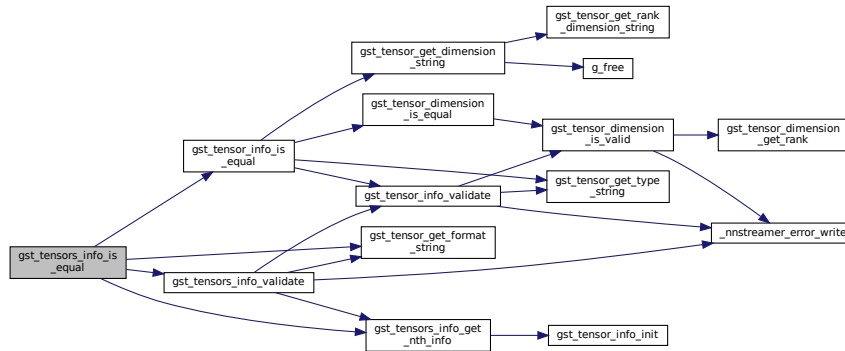 gst_tensors_info_is
_equal
gst_tensor_info_is
_equal
gst_tensors_info_validate
gst_tensor_get_dimension
_string
gst_tensor_dimension
_is_equal
gst_tensor_info_validate
gst_tensor_get_format
_string
gst_tensors_info_get
_nth_info
gst_tensor_get_rank
_dimension_string
g_free
gst_tensor_dimension
_is_valid
gst_tensor_get_type
_string
gst_tensor_info_init
gst_tensor_dimension
_get_rank
_nnstreamer_error_write